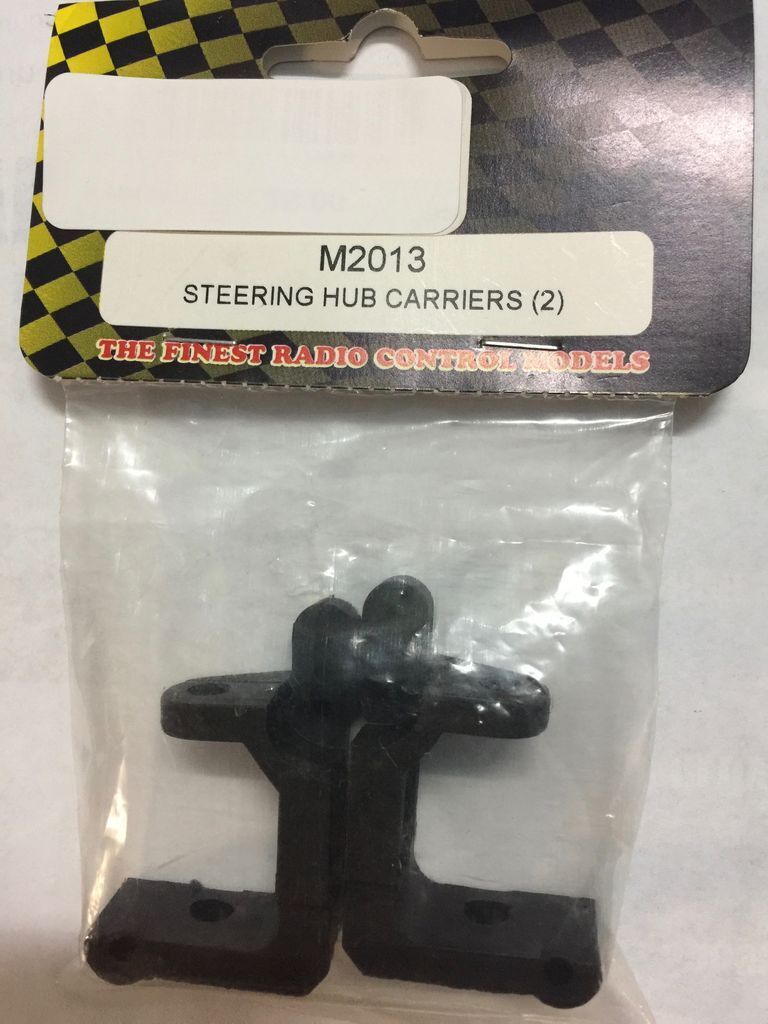 M2013
STEERING HUB CARRIERS (2)
THE FINEST RADIO CONTROL MODELS